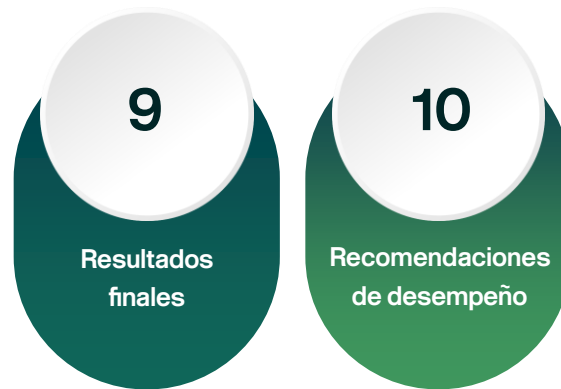 9
Resultados
finales
10
Recomendaciones
de desempeño